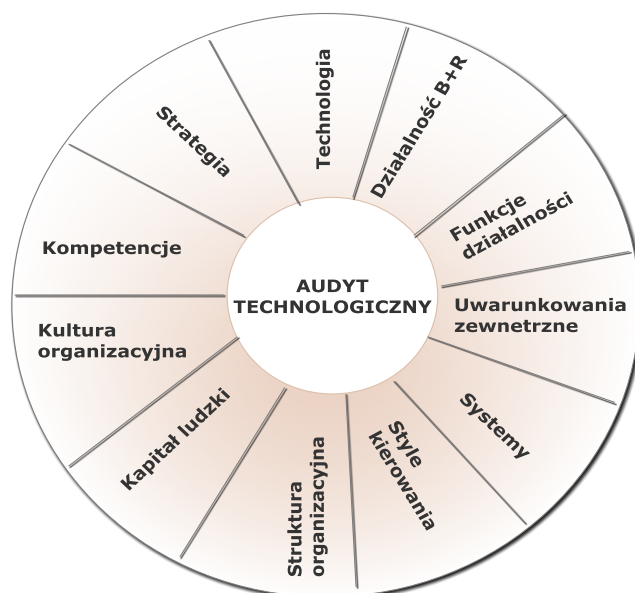 Technologia
Działalność B+R
Funkcje
działalności
Uwarunkowania
zewnetrzne
Systemy
Style
kierowania
Struktura
organizacyjna
Kapitał ludzki
Kultura
organizacyjna
Kompetencje
Strategia
AUDYT
TECHNOLOGICZNY